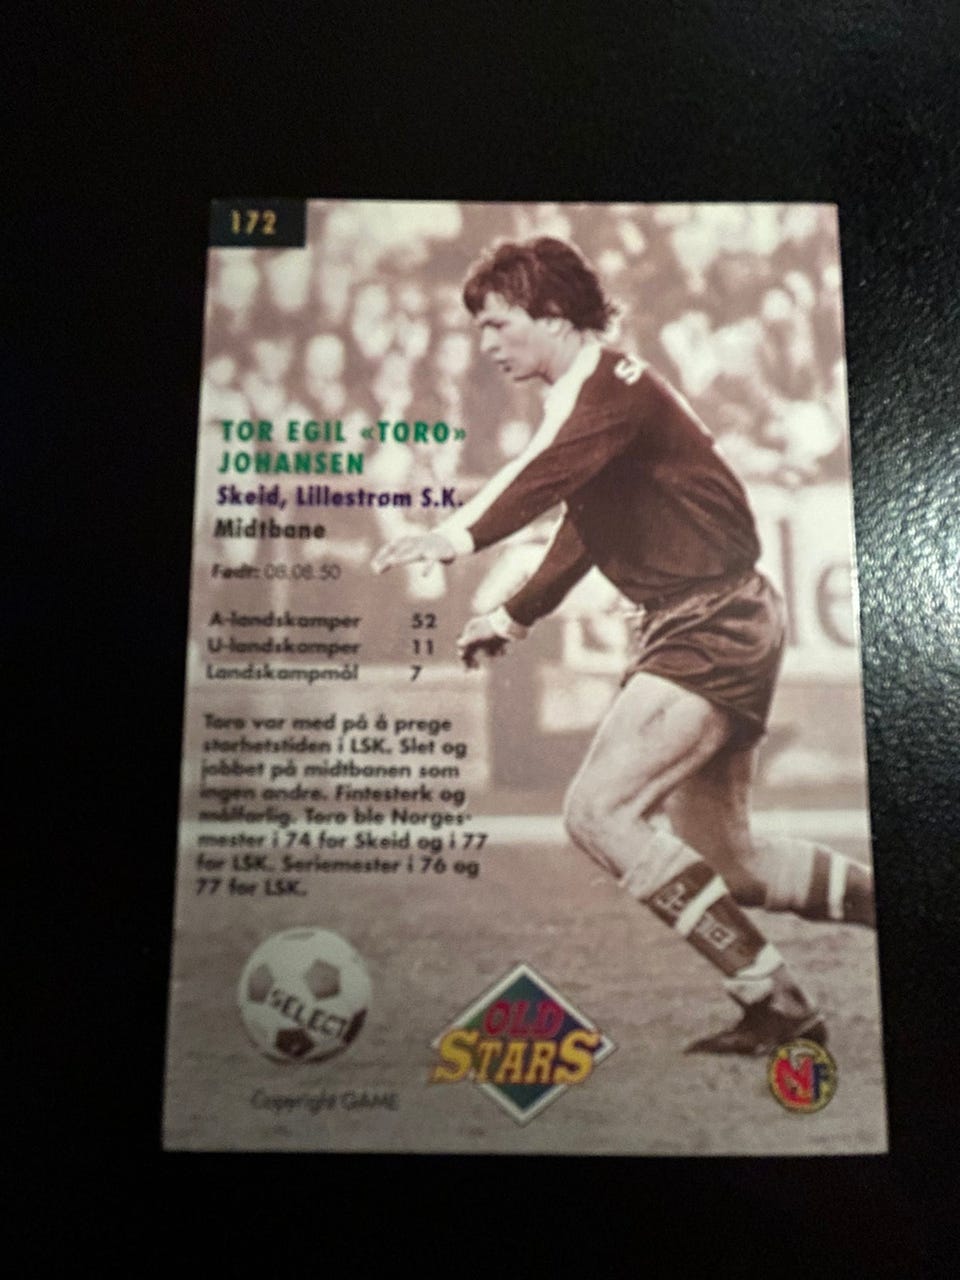 172
TOR EGIL «TORO»
JOHANSEN
Skeid, Lillestrøm S.K.
Midtbane
Født: 08.08.50
A-landskamper 52
U-landskamper 11
Landskampmål 7
Toro var med på å prege
storhetstiden i LSK. Slet og
jobbet på midtbanen som
ingen andre. Fintesterk og
målfarlig. Toro ble Norges-
mester i 74 for Skeid og i 77
for LSK. Seriemester i 76 og
77 for LSK.
SELECT
OLD
STARS
NFF
Copyright GAME